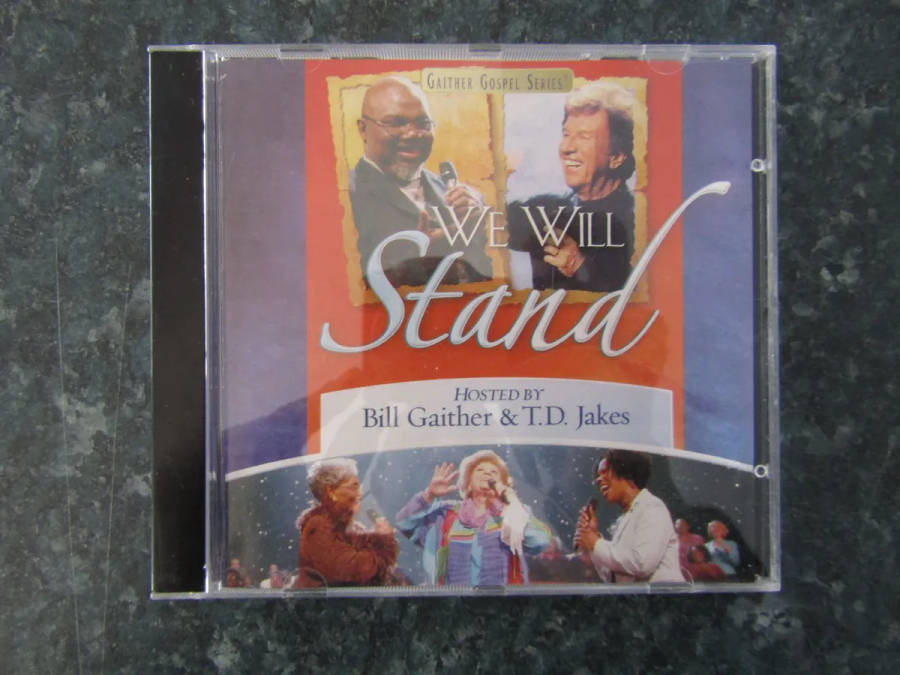 GAITHER GOSPEL SERIES
WE WILL
Stand
HOSTED BY
Bill Gaither & T.D. Jakes